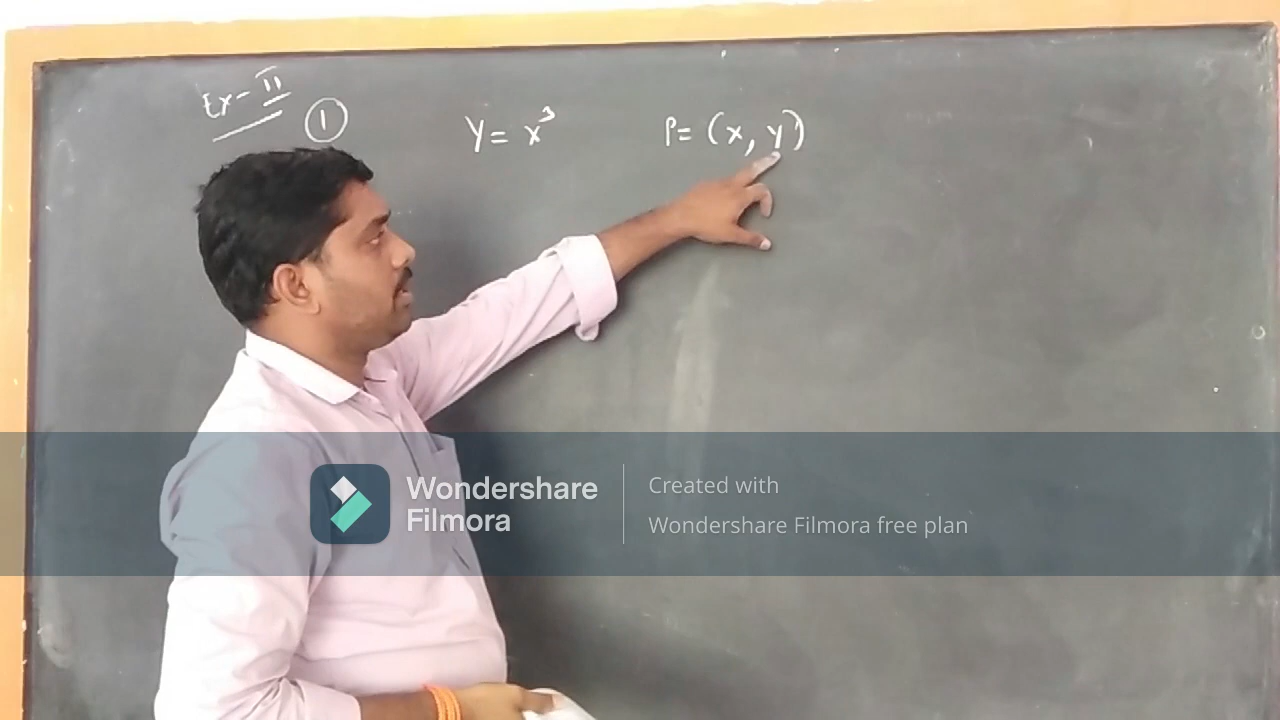 Ex - II
① Y = x³ P = (x, y)
Wondershare
Filmora
Created with
Wondershare Filmora free plan